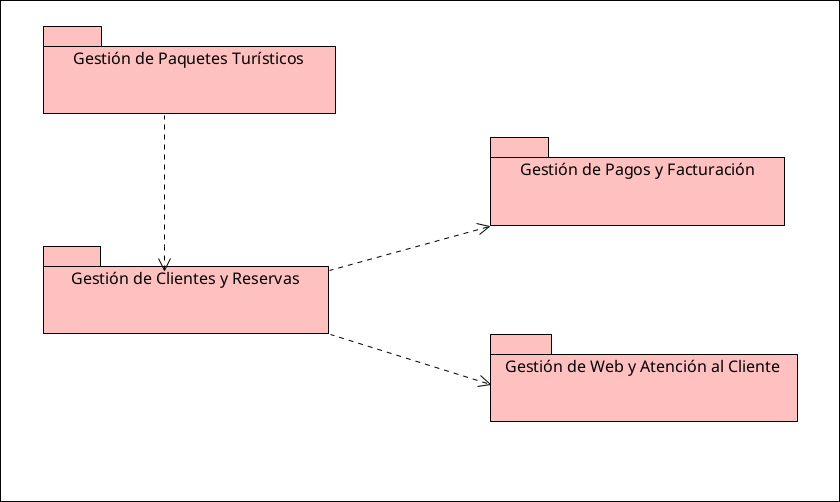 Gestión de Paquetes Turísticos
Gestión de Pagos y Facturación
Gestión de Clientes y Reservas
Gestión de Web y Atención al Cliente